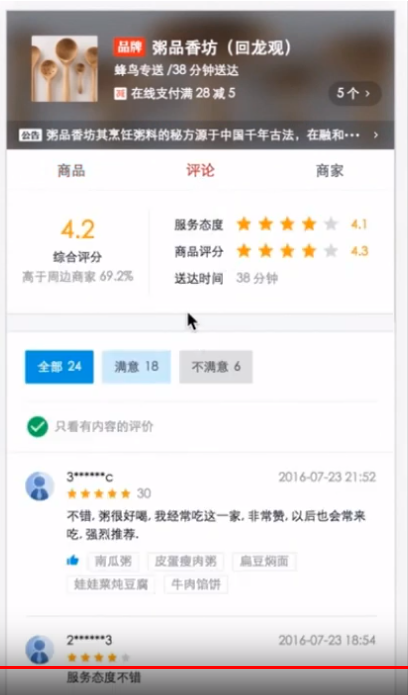 品牌 粥品香坊（回龙观）
蜂鸟专送 /38 分钟送达
减 在线支付满 28 减 5
5个 >
公告 粥品香坊其烹饪粥料的秘方源于中国千年古法，在融和••• >
商品 评论 商家
4.2
综合评分
高于周边商家 69.2%
服务态度 4.1
商品评分 4.3
送达时间 38 分钟
全部 24 满意 18 不满意 6
只看有内容的评价
3******c 2016-07-23 21:52
30
不错, 粥很好喝, 我经常吃这一家, 非常赞, 以后也会常来
吃, 强烈推荐.
南瓜粥 皮蛋瘦肉粥 扁豆焖面
娃娃菜炖豆腐 牛肉馅饼
2******3 2016-07-23 18:54
服务态度不错